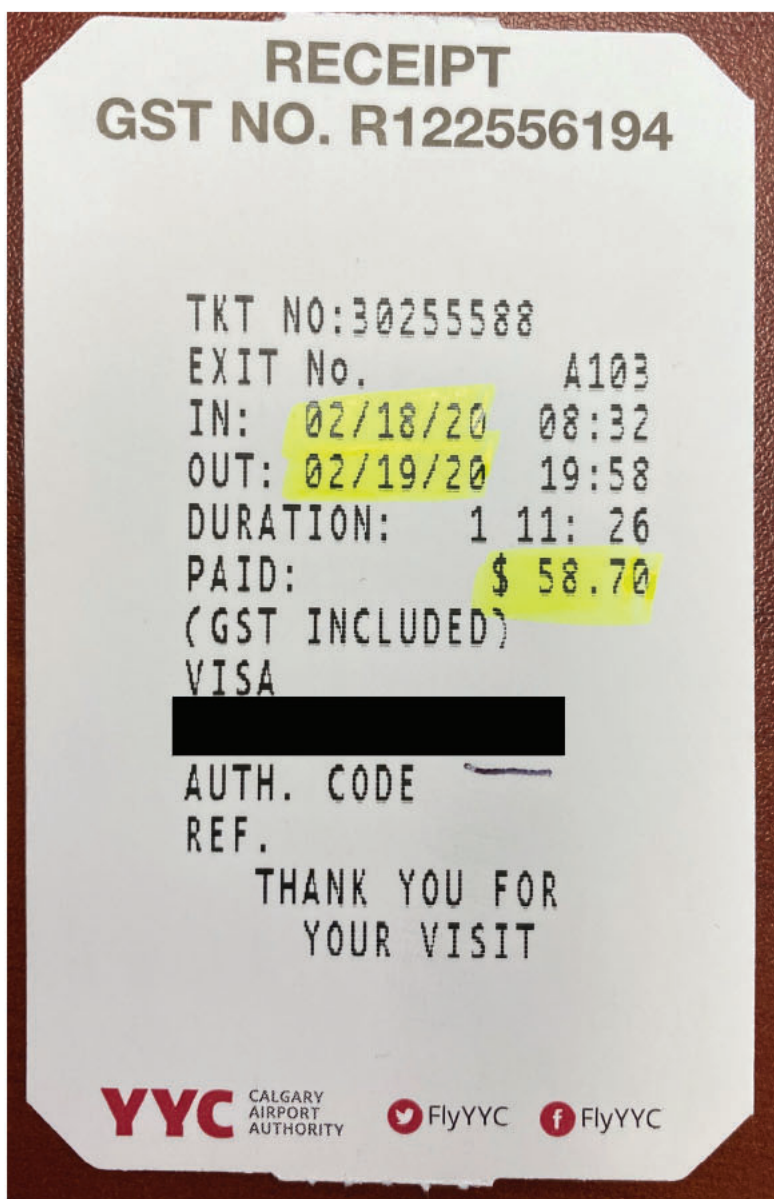 RECEIPT
GST NO. R122556194
TKT NO:30255588
EXIT No. A103
IN: 02/18/20 08:32
OUT: 02/19/20 19:58
DURATION: 1 11: 26
PAID: $ 58.70
(GST INCLUDED)
VISA
AUTH. CODE
REF.
THANK YOU FOR
YOUR VISIT
YYC CALGARY
AIRPORT
AUTHORITY
FlyYYC FlyYYC